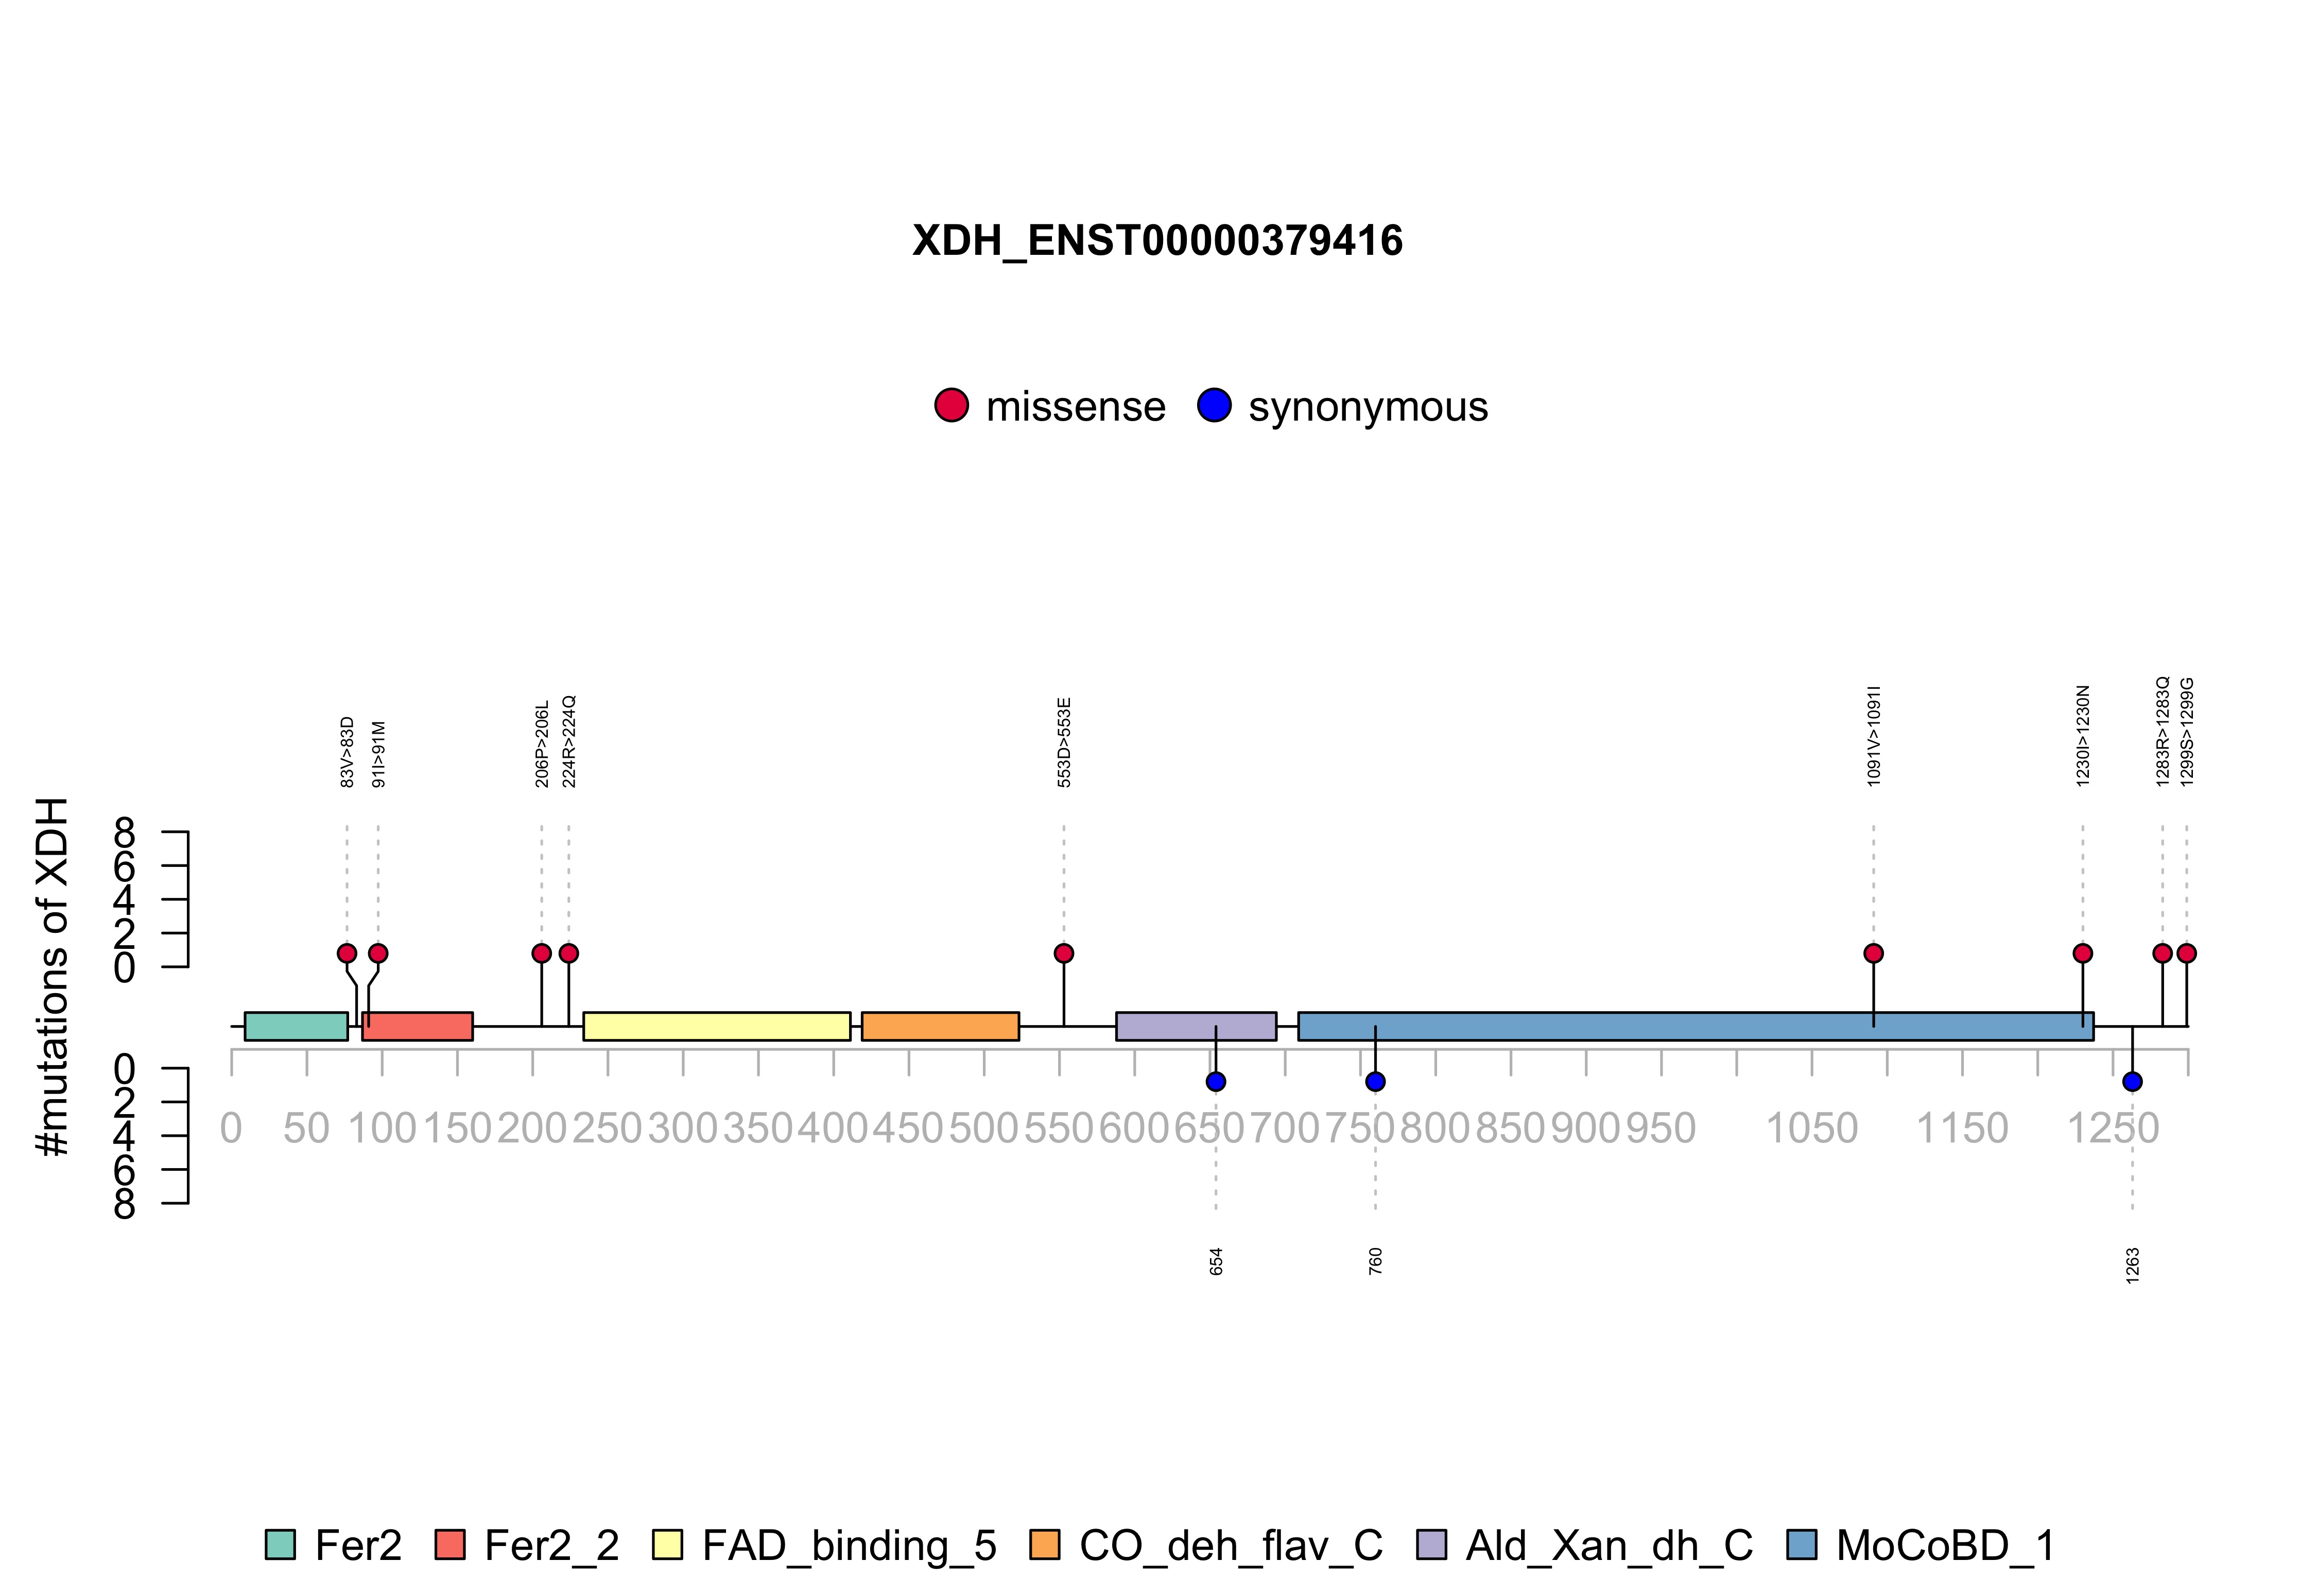 XDH_ENST00000379416
missense synonymous
83V>83D
91I>91M
206P>206L
224R>224Q
553D>553E
1091V>1091I
1230I>1230N
1283R>1283Q
1299S>1299G
#mutations of XDH
8
6
4
2
0
0
2
4
6
8
0 50 100 150 200 250 300 350 400 450 500 550 600 650 700 750 800 850 900 950 1050 1150 1250
654
760
1263
Fer2 Fer2_2 FAD_binding_5 CO_deh_flav_C Ald_Xan_dh_C MoCoBD_1